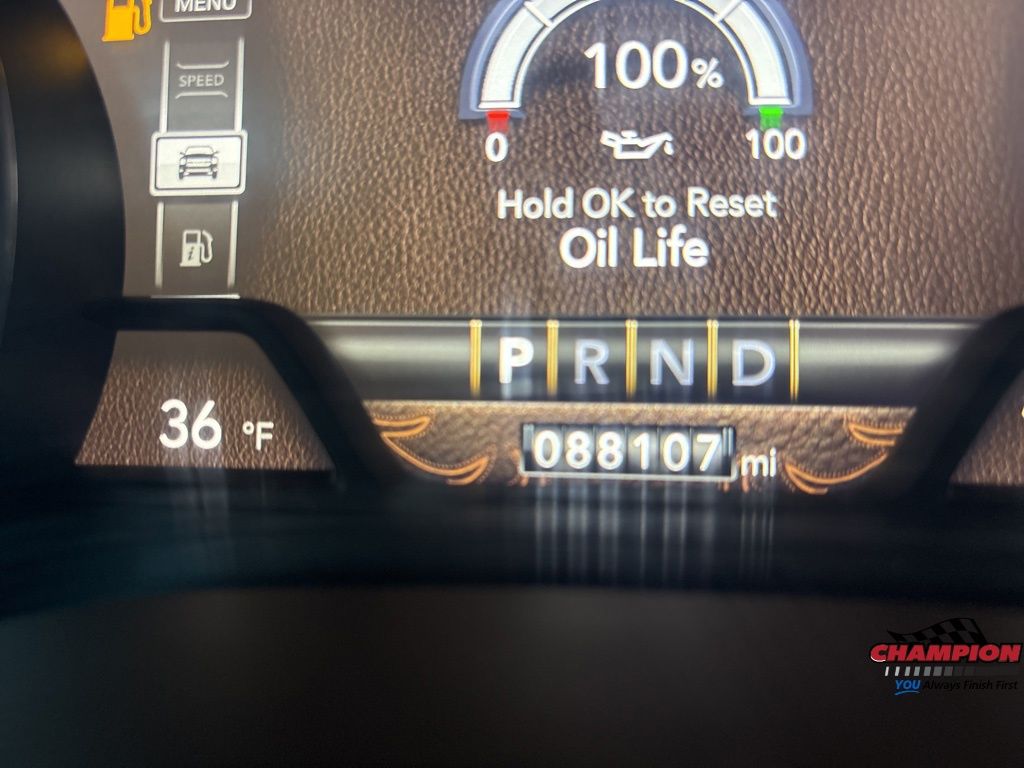 MENU
SPEED
100%
0
100
Hold OK to Reset
Oil Life
P R N D
36 °F
088107 mi
CHAMPION
YOU Always Finish First